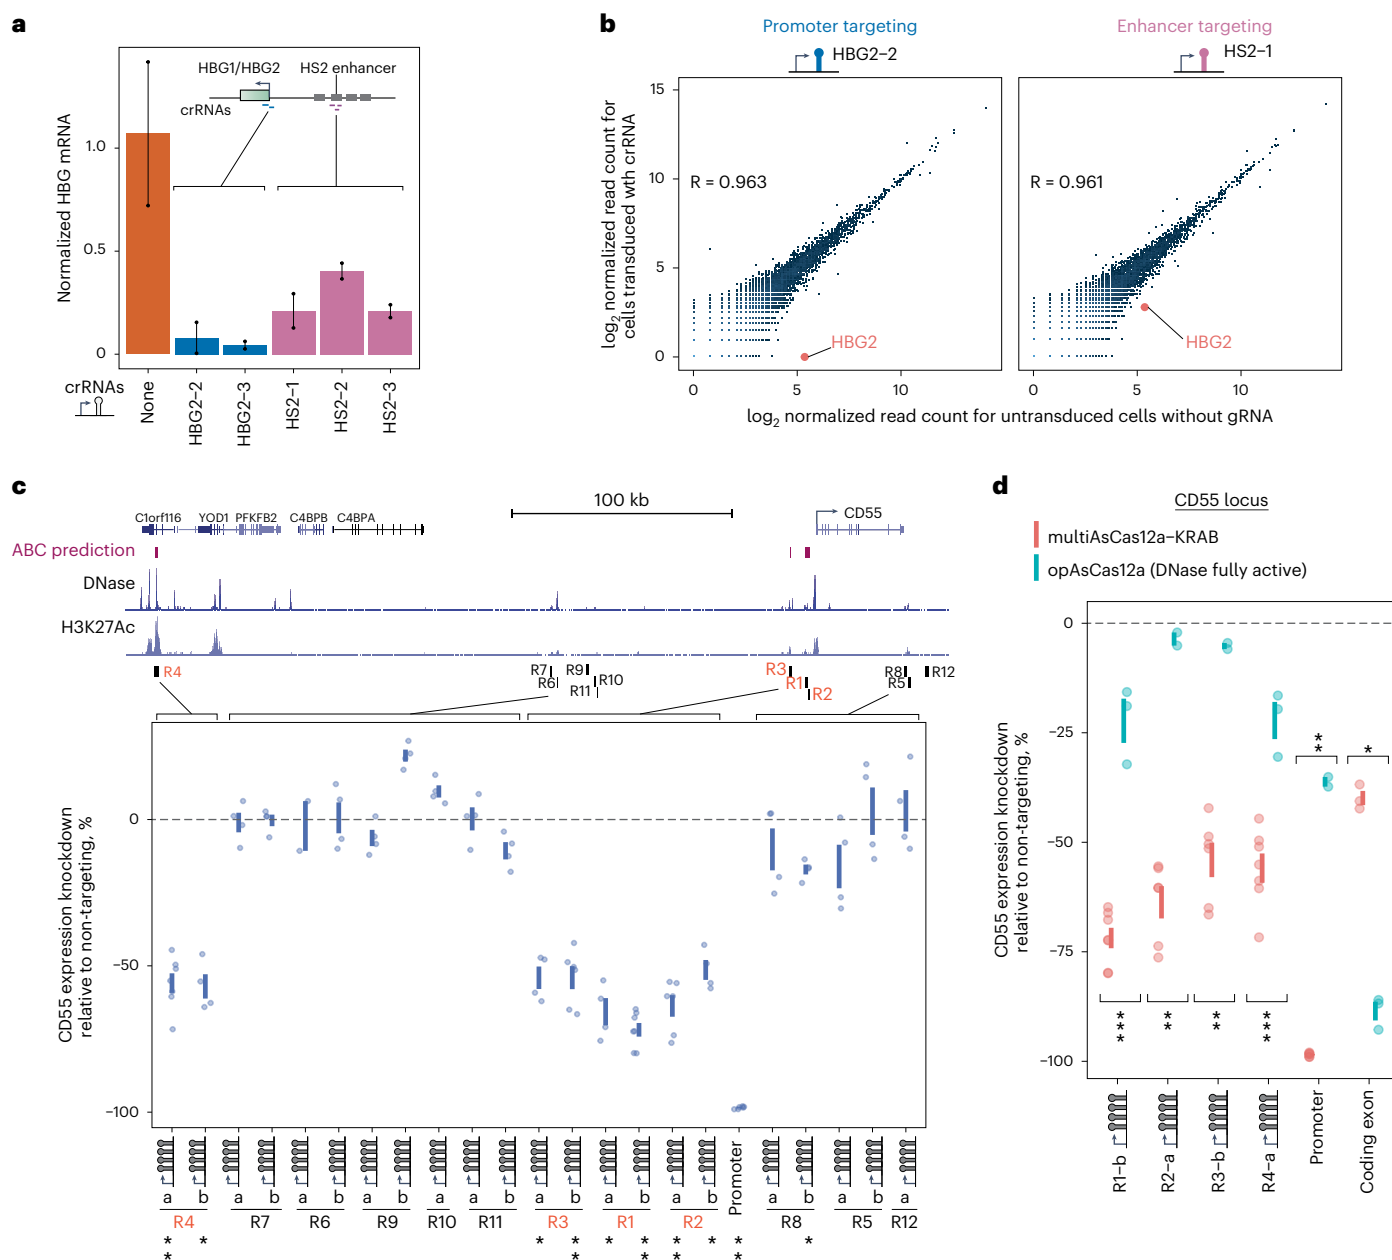 a
Normalized HBG mRNA
1.0
0.5
0
HBG1/HBG2
HS2 enhancer
crRNAs
crRNAs
None
HBG2–2
HBG2–3
HS2–1
HS2–2
HS2–3
b
Promoter targeting
HBG2–2
Enhancer targeting
HS2–1
log2 normalized read count for
cells transduced wth crRNA
15
10
5
0
R = 0.963
HBG2
R = 0.961
HBG2
0
5
10
0
5
10
log2 normalized read count for untransduced cells without gRNA
c
100 kb
C1orf116
YOD1
PFKFB2
C4BPB
C4BPA
CD55
ABC prediction
DNase
H3K27Ac
R4
R7
R6
R9
R10
R11
R3
R1
R2
R8
R5
R12
CD55 expression knockdown
relative to non-targeting, %
0
−50
−100
a b a b a b a b a a b a b a b a b Promoter a b a b a
R4 R7 R6 R9 R10 R11 R3 R1 R2 R8 R5 R12
* * * * * * * * * * *
* * * * *
d
CD55 locus
multiAsCas12a–KRAB
opAsCas12a (DNase fully active)
CD55 expression knockdown
relative to non-targeting, %
0
−25
−50
−75
−100
* *
*
* * *
* *
* *
* * *
R1–b
R2–a
R3–b
R4–a
Promoter
Coding exon